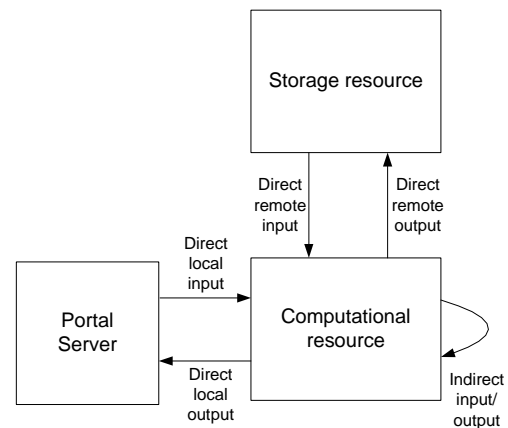 Storage resource
Direct
remote
input
Direct
remote
output
Direct
local
input
Portal
Server
Computational
resource
Direct
local
output
Indirect
input/
output